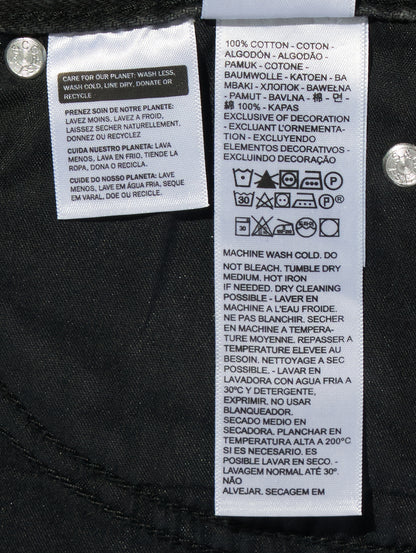 CARE FOR OUR PLANET: WASH LESS,
WASH COLD, LINE DRY, DONATE OR
RECYCLE
PRENEZ SOIN DE NOTRE PLANETE:
LAVEZ MOINS, LAVEZ A FROID,
LAISSEZ SECHER NATURELLEMENT.
DONNEZ OU RECYCLEZ
CUIDA NUESTRO PLANETA: LAVA
MENOS, LAVA EN FRIO, TIENDE LA
ROPA, DONA O RECICLA.
CUIDE DO NOSSO PLANETA: LAVE
MENOS, LAVE EM ÁGUA FRIA, SEQUE
EM VARAL, DOE OU RECICLE.
100% COTTON - COTON -
ALGODÓN - ALGODÃO -
PAMUK - COTONE -
BAUMWOLLE - KATOEN - BA
MBAKI - ХЛОПОК - BAWEŁNA
- PAMUT - BAVLNA - 棉 - 면 -
綿 100% - KAPAS
EXCLUSIVE OF DECORATION
- EXCLUANT L'ORNEMENTA-
TION - EXCLUYENDO
ELEMENTOS DECORATIVOS -
EXCLUINDO DECORAÇÃO
MACHINE WASH COLD. DO
NOT BLEACH. TUMBLE DRY
MEDIUM. HOT IRON
IF NEEDED. DRY CLEANING
POSSIBLE - LAVER EN
MACHINE A L'EAU FROIDE.
NE PAS BLANCHIR. SECHER
EN MACHINE A TEMPERA-
TURE MOYENNE. REPASSER A
TEMPERATURE ELEVEE AU
BESOIN. NETTOYAGE A SEC
POSSIBLE. - LAVAR EN
LAVADORA CON AGUA FRIA A
30ºC Y DETERGENTE,
EXPRIMIR. NO USAR
BLANQUEADOR.
SECADO MEDIO EN
SECADORA. PLANCHAR EN
TEMPERATURA ALTA A 200°C
SI ES NECESARIO. ES
POSIBLE LAVAR EN SECO. -
LAVAGEM NORMAL ATÉ 30º.
NÃO
ALVEJAR. SECAGEM EM